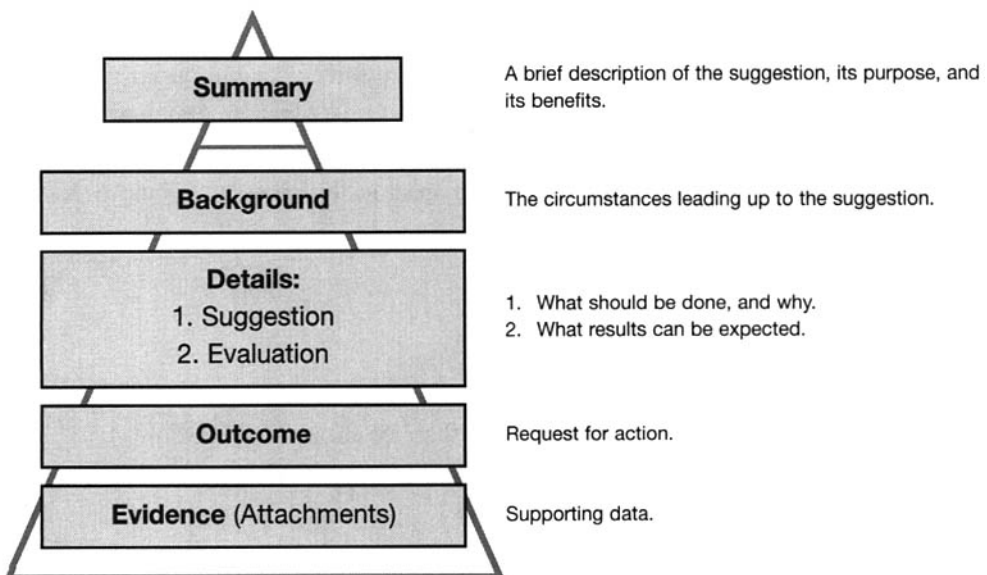 Summary
A brief description of the suggestion, its purpose, and
its benefits.
Background
The circumstances leading up to the suggestion.
Details:
1. Suggestion
2. Evaluation
1. What should be done, and why.
2. What results can be expected.
Outcome
Request for action.
Evidence (Attachments)
Supporting data.